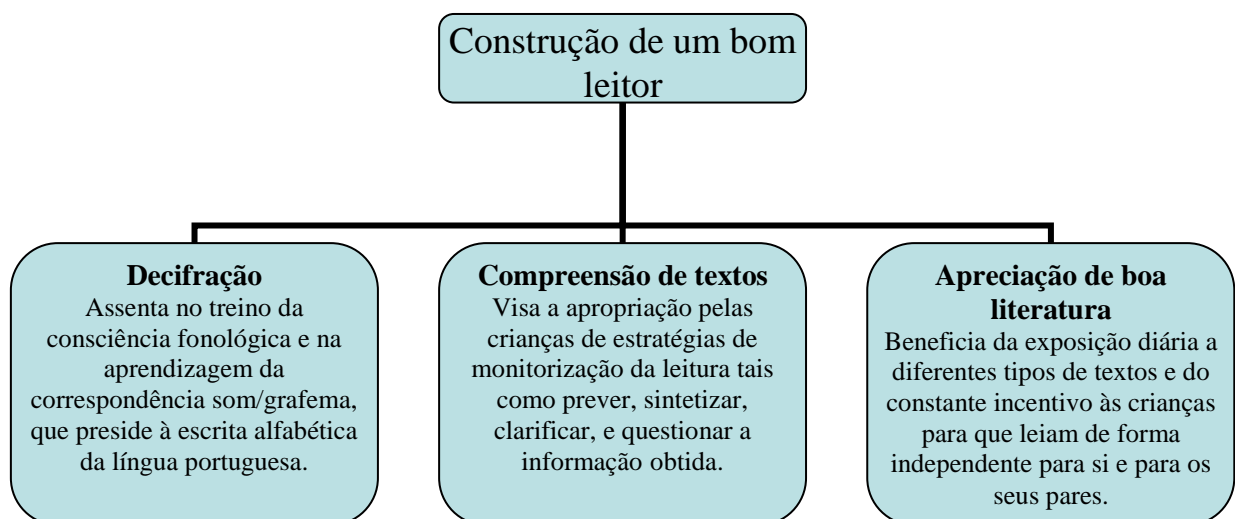 Construção de um bom
leitor
Decifração
Assenta no treino da
consciência fonológica e na
aprendizagem da
correspondência som/grafema,
que preside à escrita alfabética
da língua portuguesa.
Compreensão de textos
Visa a apropriação pelas
crianças de estratégias de
monitorização da leitura tais
como prever, sintetizar,
clarificar, e questionar a
informação obtida.
Apreciação de boa
literatura
Beneficia da exposição diária a
diferentes tipos de textos e do
constante incentivo às crianças
para que leiam de forma
independente para si e para os
seus pares.